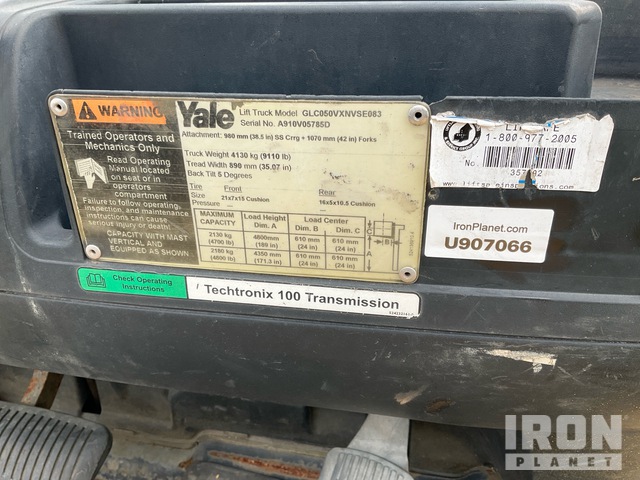 WARNING
Trained Operators and
Mechanics Only
Read Operating
Manual located
on seat or in
operators
compartment
Failure to follow operating,
inspection, and maintenance
instructions can cause
serious injury or death!
CAPACITY WITH MAST
VERTICAL AND
EQUIPPED AS SHOWN
Yale
Lift Truck Model GLC050VXNVSE083
Serial No. A910V05785D
Attachment: 980 mm (38.5 in) SS Crrg + 1070 mm (42 in) Forks
Truck Weight 4130 kg (9110 lb)
Tread Width 890 mm (35.07 in)
Back Tilt 5 Degrees
Tire Front Rear
Size 21x7x15 Cushion 16x5x10.5 Cushion
Pressure —
MAXIMUM CAPACITY Load Height Dim. A Load Center Dim. B Dim. C
2130 kg (4700 lb) 4800mm (189 in) 610 mm (24 in) 610 mm (24 in)
(4800 lb) 4350 mm (171.3 in) 610 mm (24 in) 610 mm (24 in)
C
B
A
Check Operating
Instructions
Techtronix 100 Transmission
1-800-977-2005
No.
IronPlanet.com
U907066
IRON
PLANET